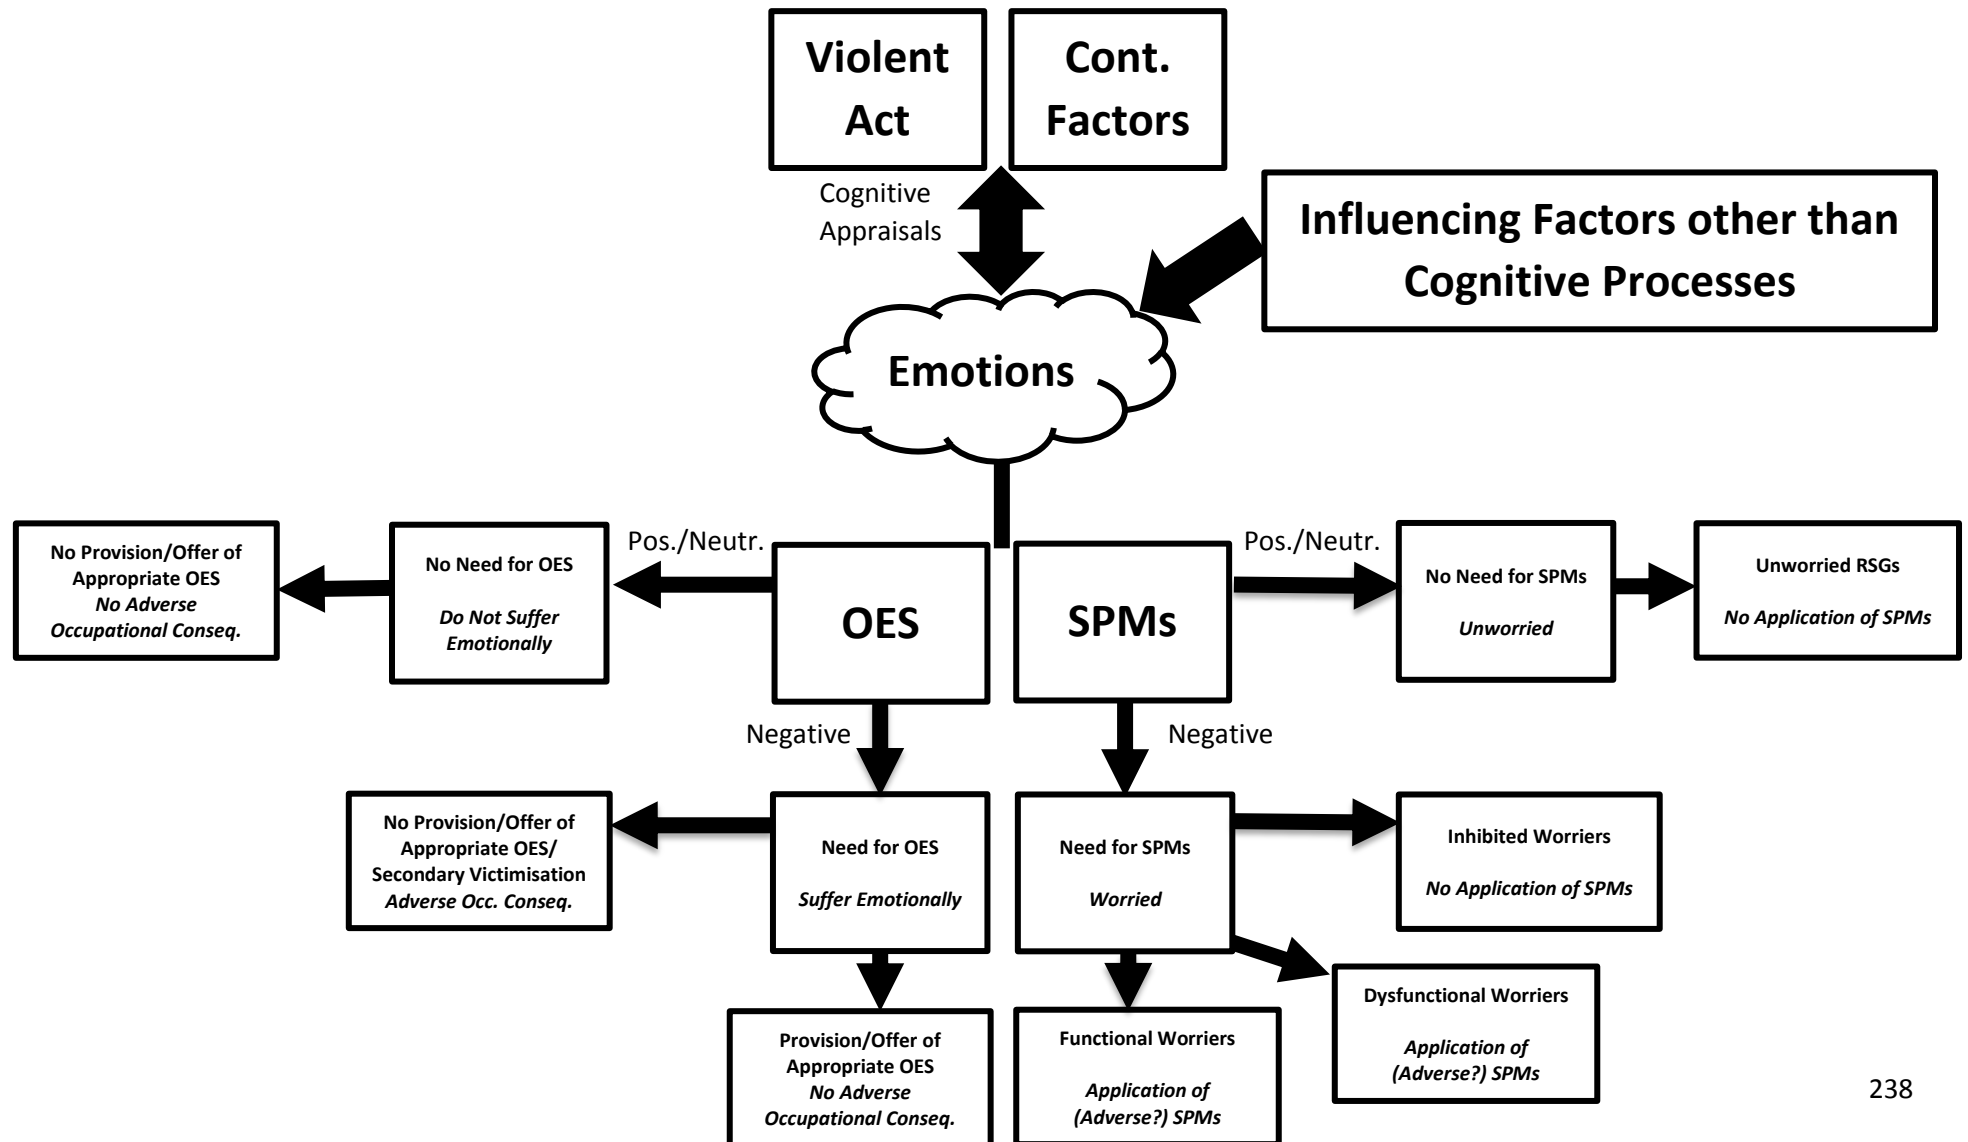 Violent
Act
Cont.
Factors
Cognitive
Appraisals
Influencing Factors other than
Cognitive Processes
Emotions
No Provision/Offer of
Appropriate OES
No Adverse
Occupational Conseq.
No Need for OES
Do Not Suffer
Emotionally
Pos./Neutr.
OES
SPMs
Pos./Neutr.
No Need for SPMs
Unworried
Unworried RSGs
No Application of SPMs
Negative
Negative
No Provision/Offer of
Appropriate OES/
Secondary Victimisation
Adverse Occ. Conseq.
Need for OES
Suffer Emotionally
Need for SPMs
Worried
Inhibited Worriers
No Application of SPMs
Provision/Offer of
Appropriate OES
No Adverse
Occupational Conseq.
Functional Worriers
Application of
(Adverse?) SPMs
Dysfunctional Worriers
Application of
(Adverse?) SPMs
238